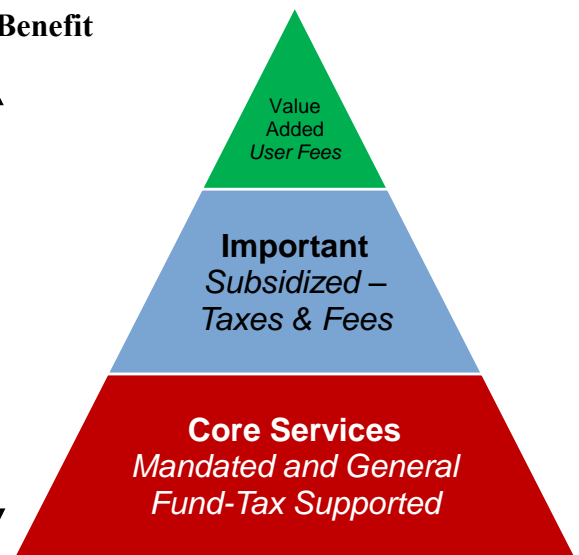 Benefit
Value
Added
User Fees
Important
Subsidized –
Taxes & Fees
Core Services
Mandated and General
Fund-Tax Supported